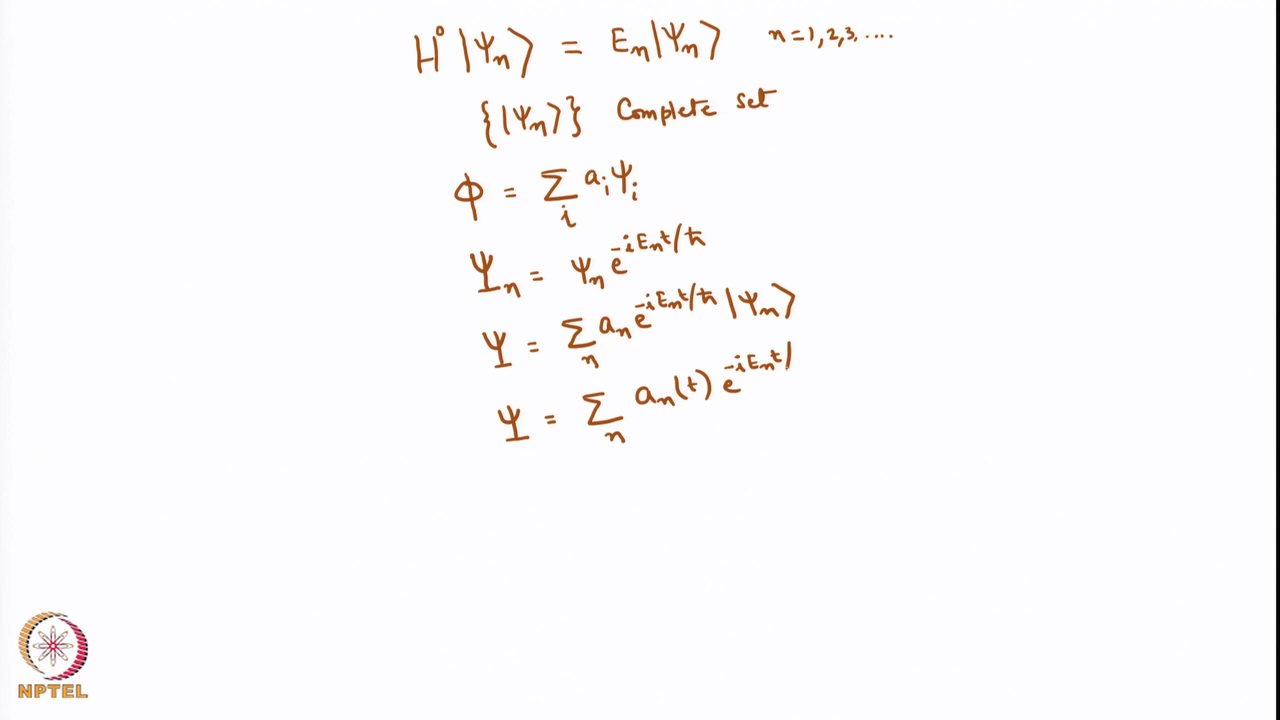 H⁰ |Ψₙ⟩ = Eₙ|Ψₙ⟩ n = 1, 2, 3, ....
{|Ψₙ⟩} Complete set
Φ = Σᵢ aᵢ Ψᵢ
Ψₙ = ψₙ e^{-iEₙt/ħ}
Ψ = Σₙ aₙ e^{-iEₙt/ħ} |Ψₙ⟩
Ψ = Σₙ aₙ(t) e^{-iEₙt/
NPTEL